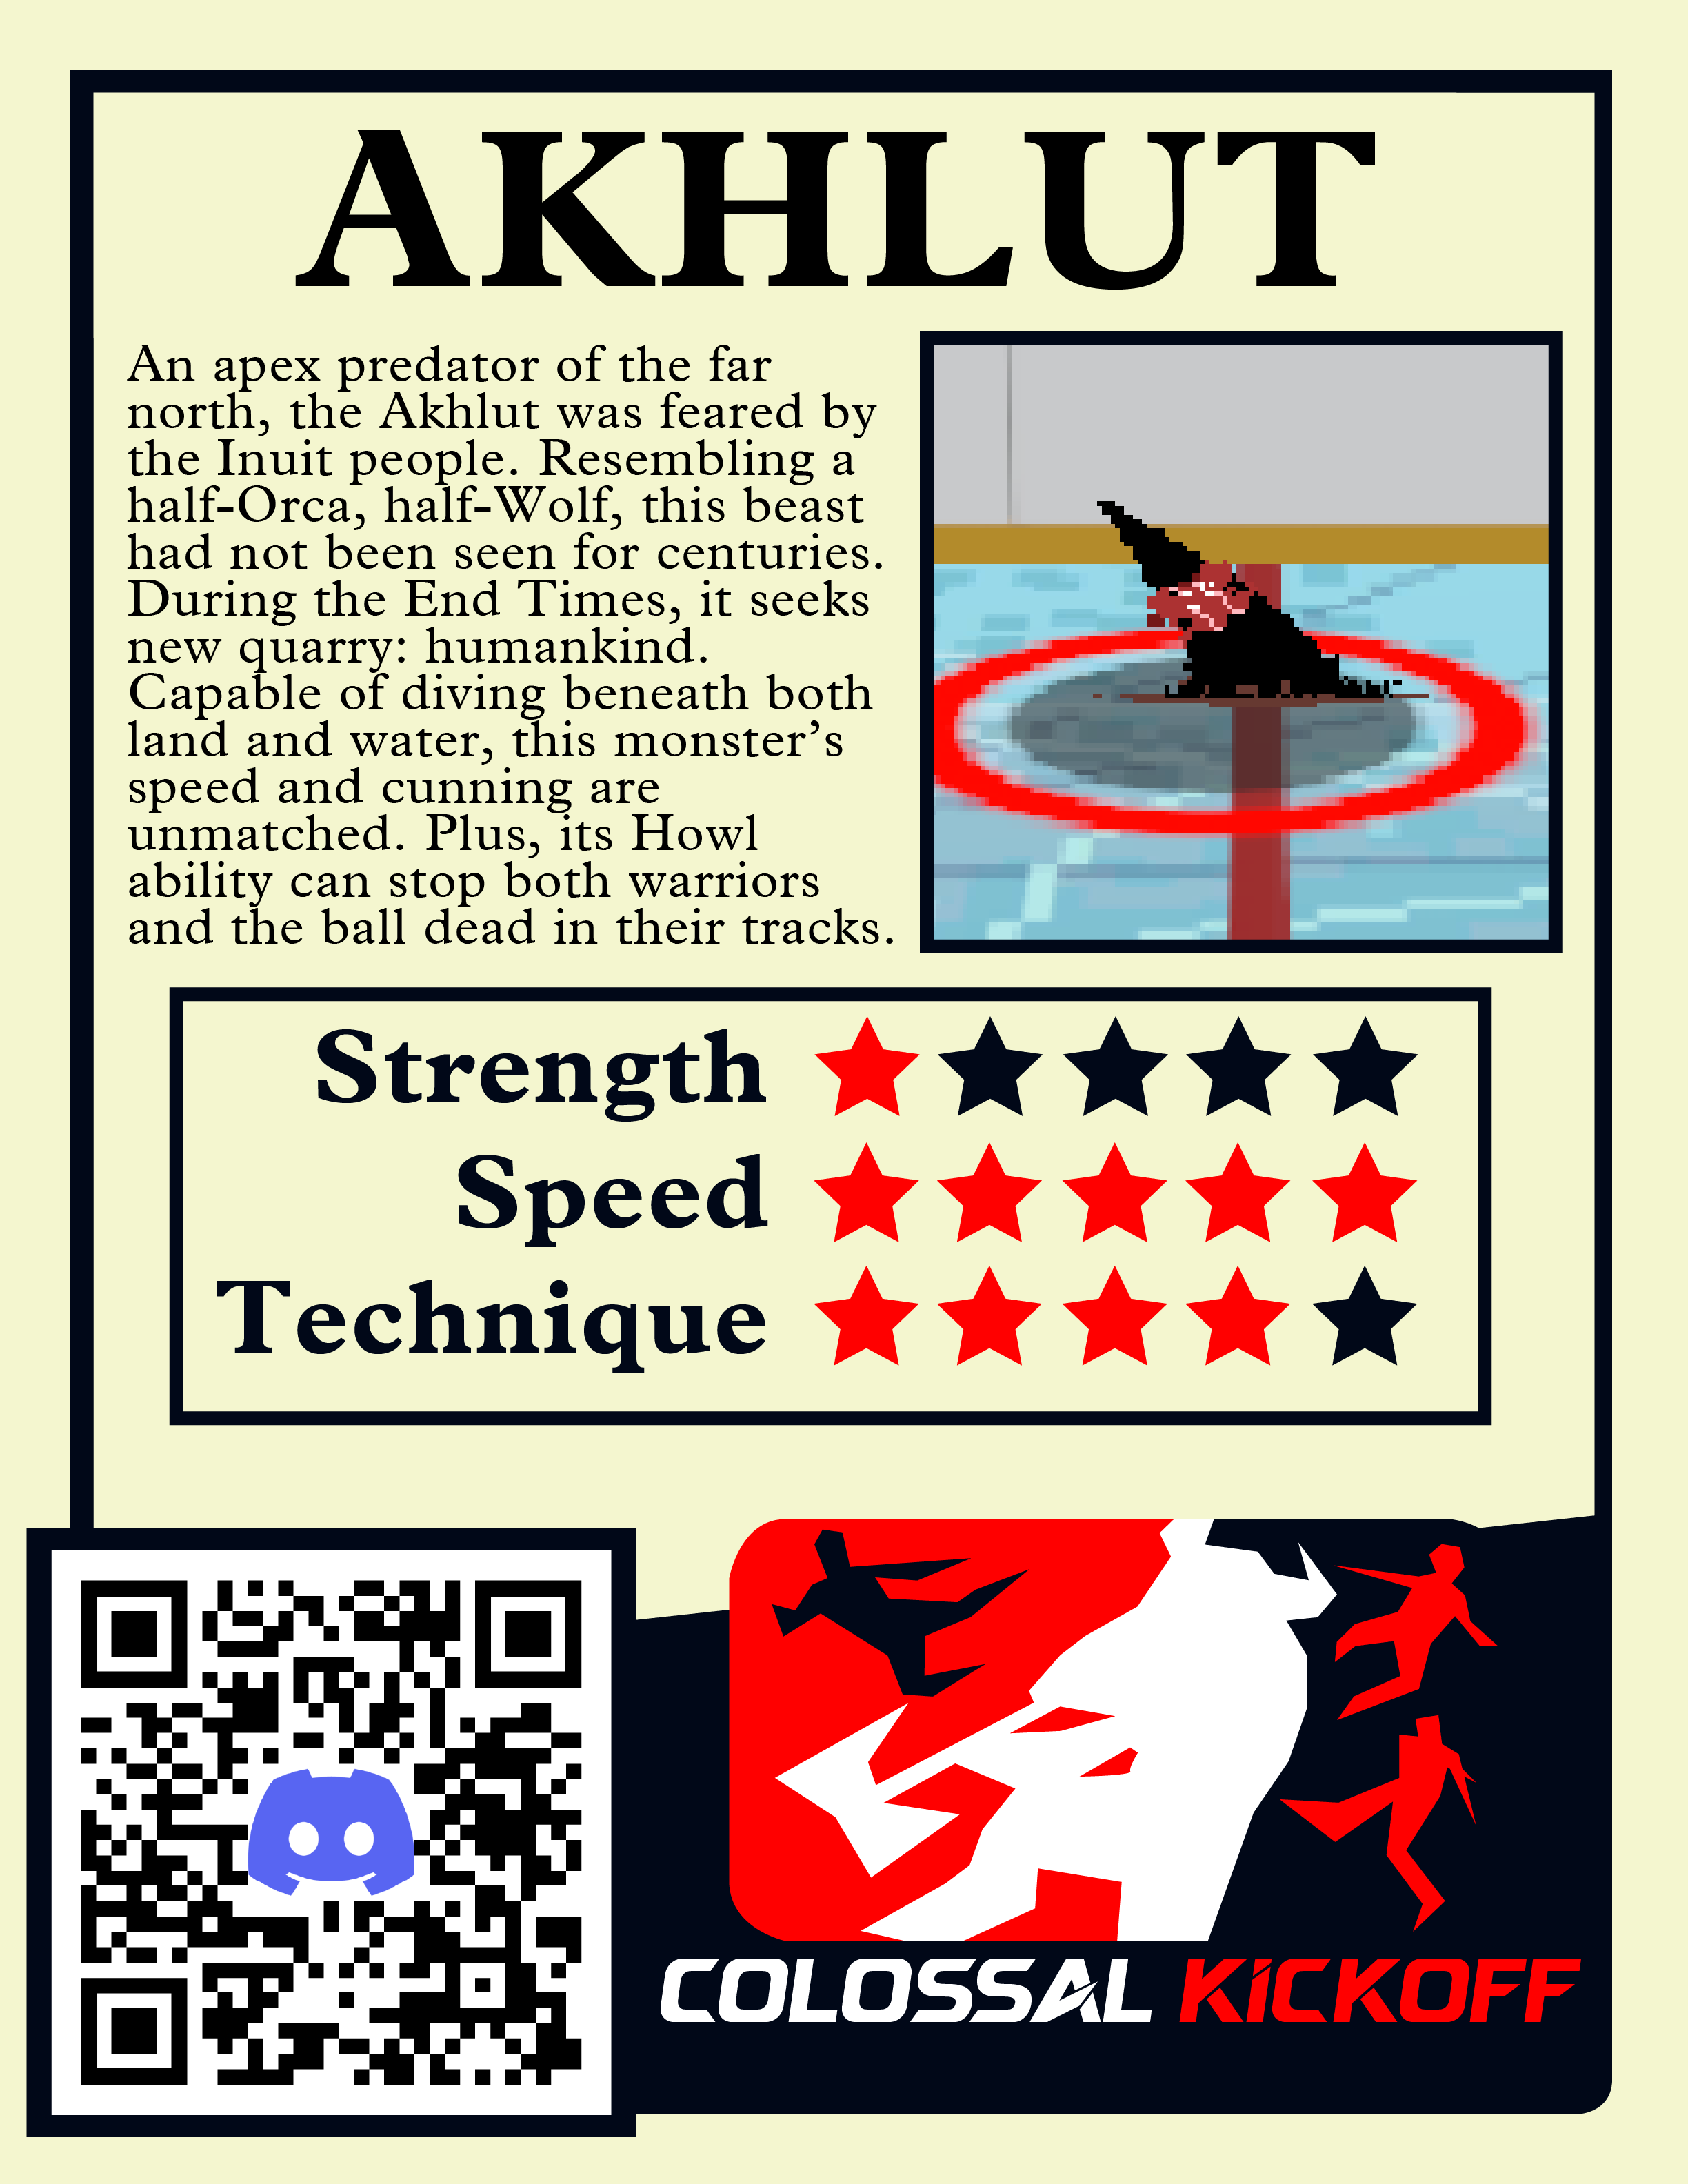 AKHLUT
An apex predator of the far
north, the Akhlut was feared by
the Inuit people. Resembling a
half-Orca, half-Wolf, this beast
had not been seen for centuries.
During the End Times, it seeks
new quarry: humankind.
Capable of diving beneath both
land and water, this monster’s
speed and cunning are
unmatched. Plus, its Howl
ability can stop both warriors
and the ball dead in their tracks.
Strength
Speed
Technique
COLOSSAL KICKOFF